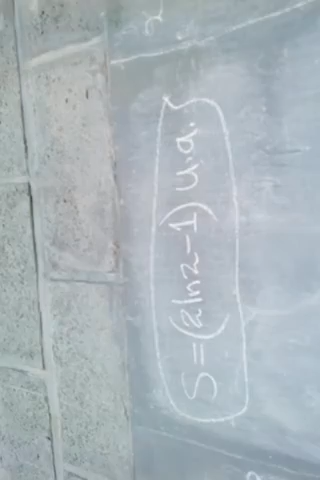 S = (2ln2-1) u.a.